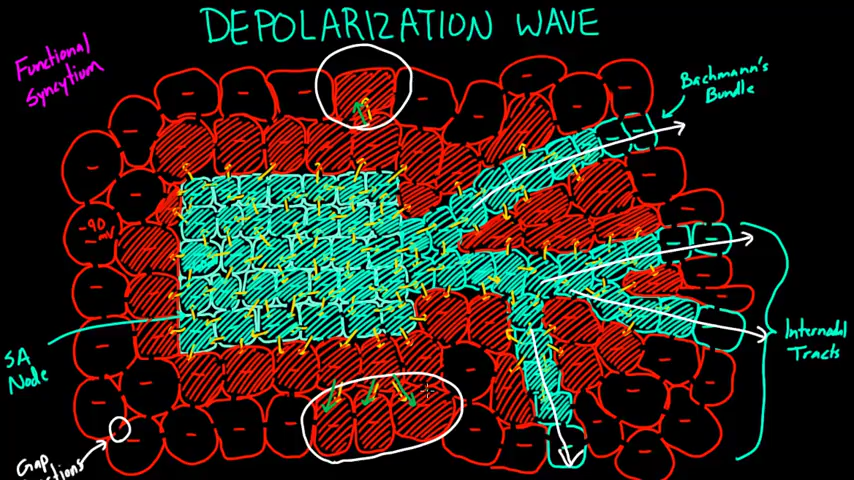 DEPOLARIZATION WAVE
Functional
Syncytium
Bachmann's
Bundle
-90
mV
SA
Node
Internodal
Tracts
Gap